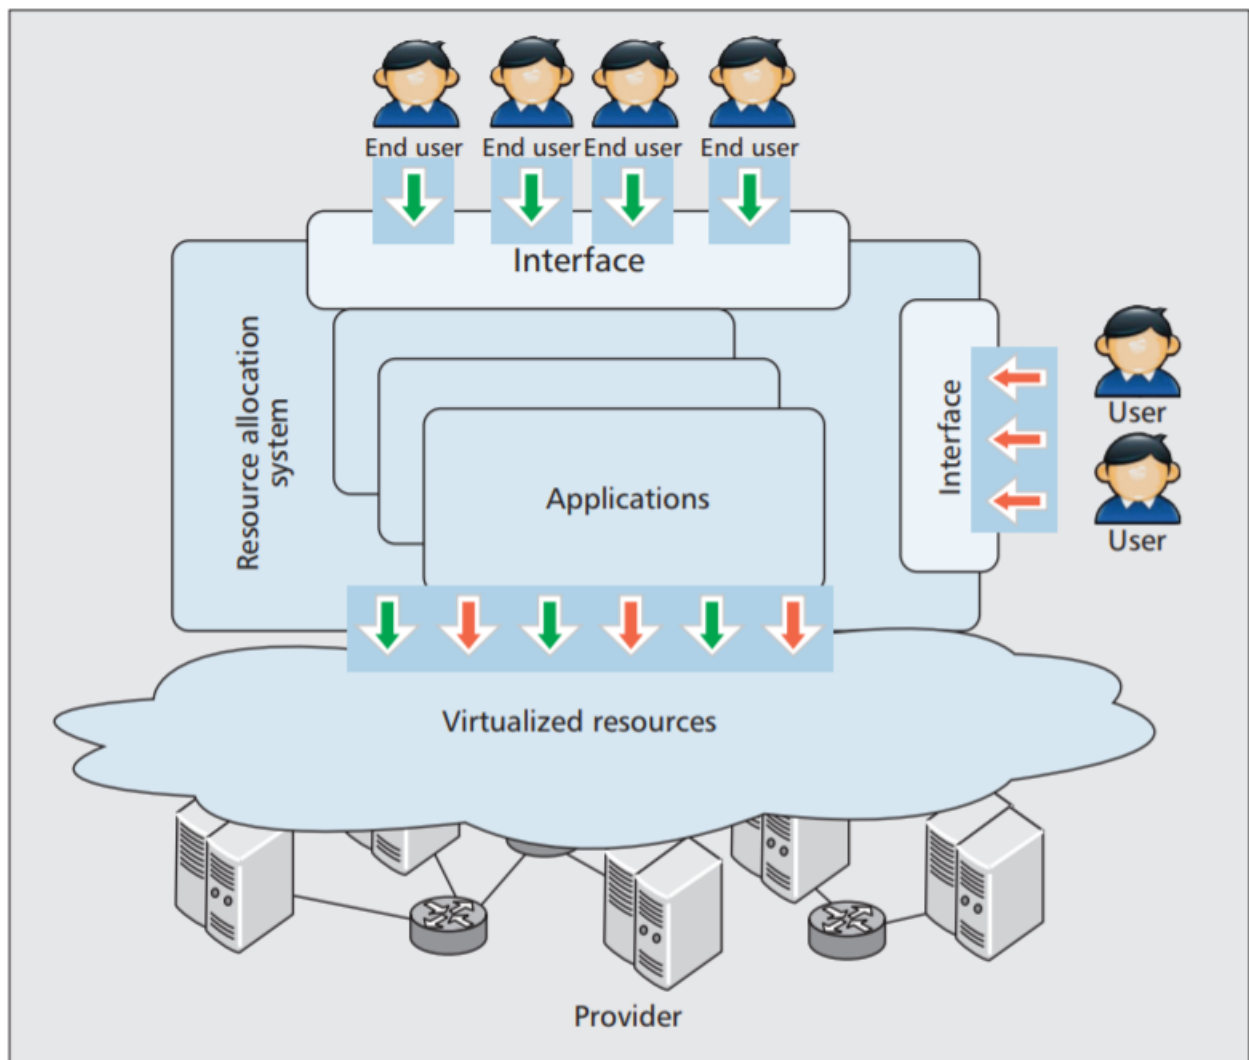 End user End user End user End user
Interface
Resource allocation
system
Interface
User
User
Applications
Virtualized resources
Provider